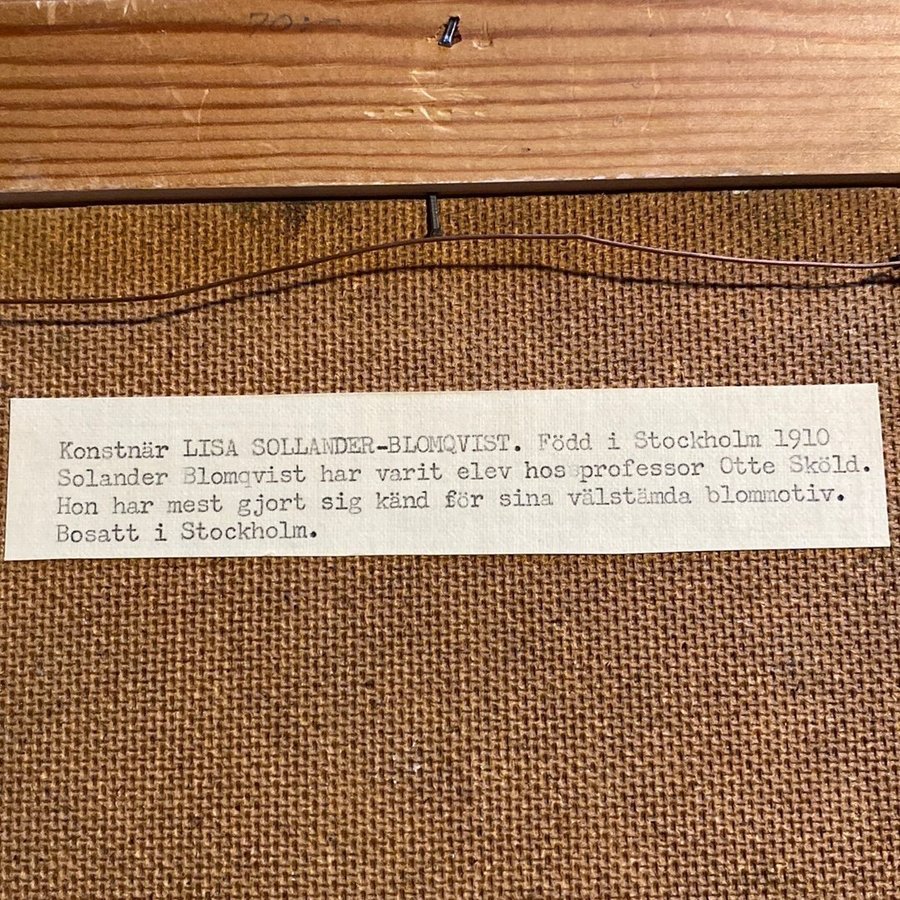 Konstnär LISA SOLLANDER-BLOMQVIST. Född i Stockholm 1910
Solander Blomqvist har varit elev hos professor Otte Sköld.
Hon har mest gjort sig känd för sina välstämda blommotiv.
Bosatt i Stockholm.